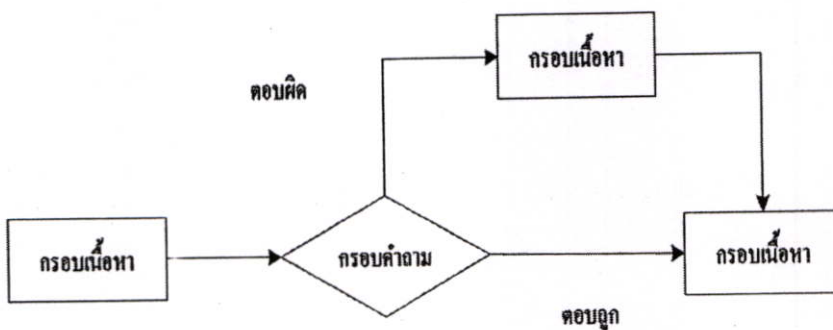 กรอบเนื้อหา
ตอบผิด
กรอบเนื้อหา
กรอบคำถาม
กรอบเนื้อหา
ตอบถูก